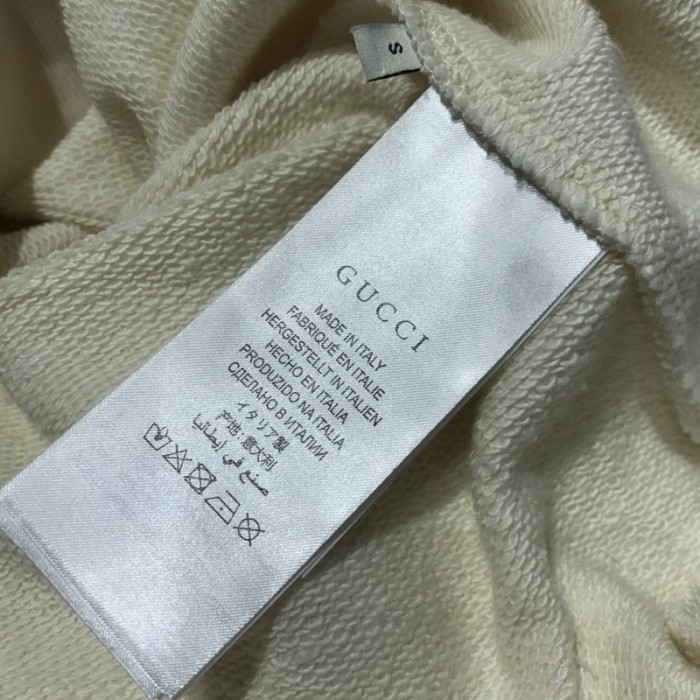 S
GUCCI
MADE IN ITALY
FABRIQUÉ EN ITALIE
HERGESTELLT IN ITALIEN
HECHO EN ITALIA
PRODUZIDO NA ITALIA
СДЕЛАНО В ИТАЛИИ
イタリア製
产地:意大利
صنع في إيطاليا